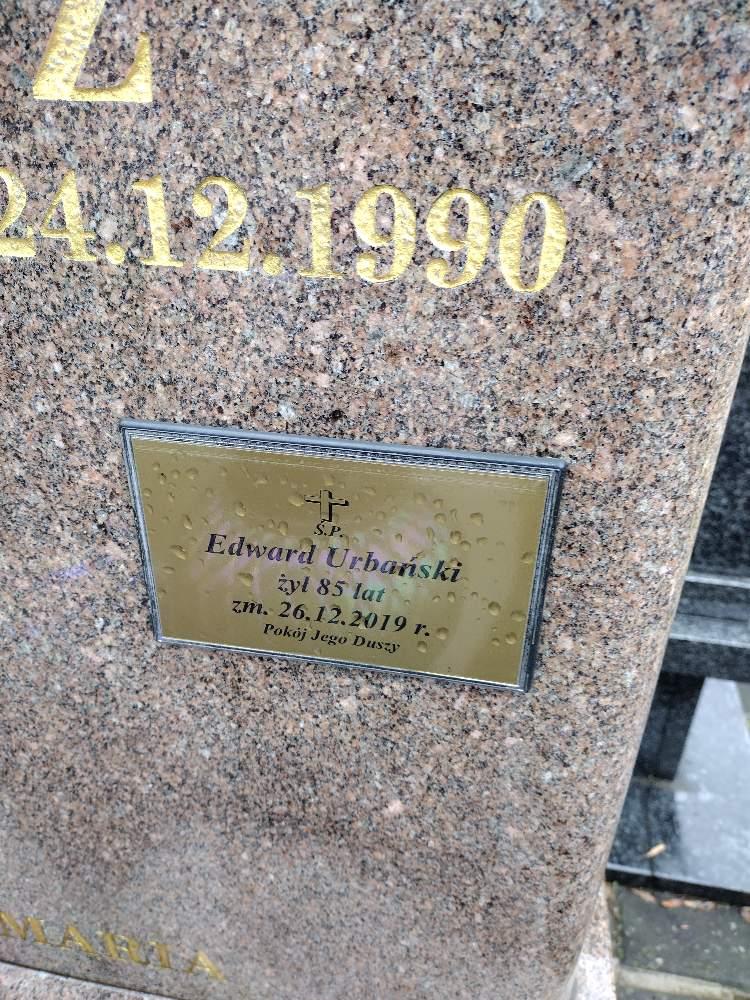 Z
24.12.1990
Ś.P.
Edward Urbański
żył 85 lat
zm. 26.12.2019 r.
Pokój Jego Duszy
MARIA